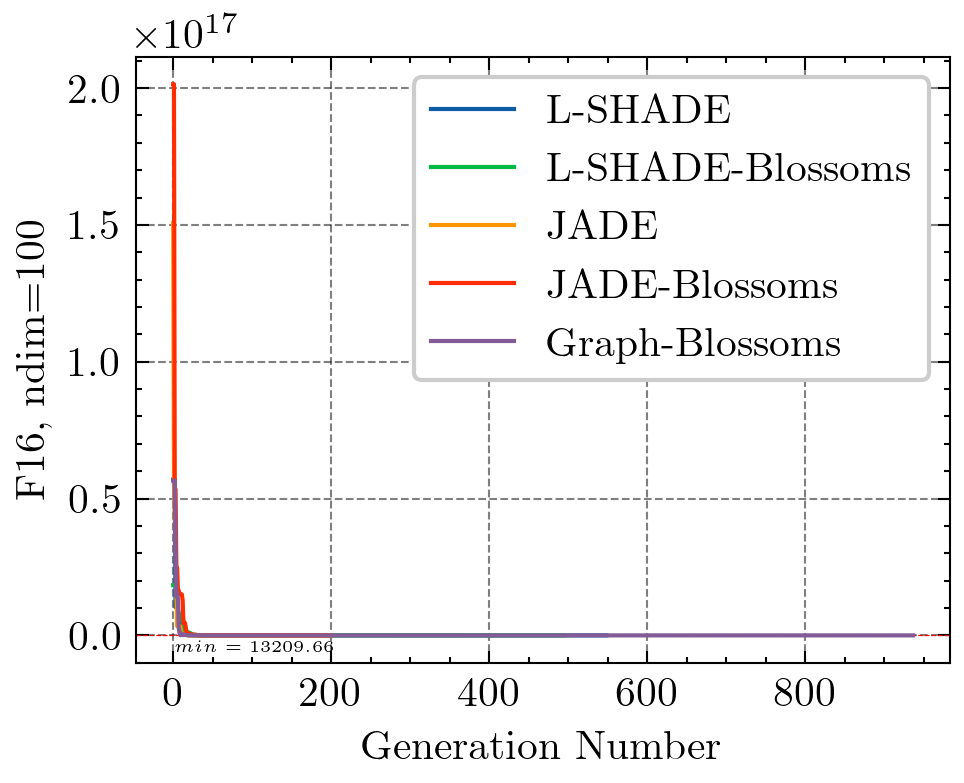 ×10^17
2.0
1.5
1.0
0.5
0.0
F16, ndim=100
L-SHADE
L-SHADE-Blossoms
JADE
JADE-Blossoms
Graph-Blossoms
min = 13209.66
0 200 400 600 800
Generation Number